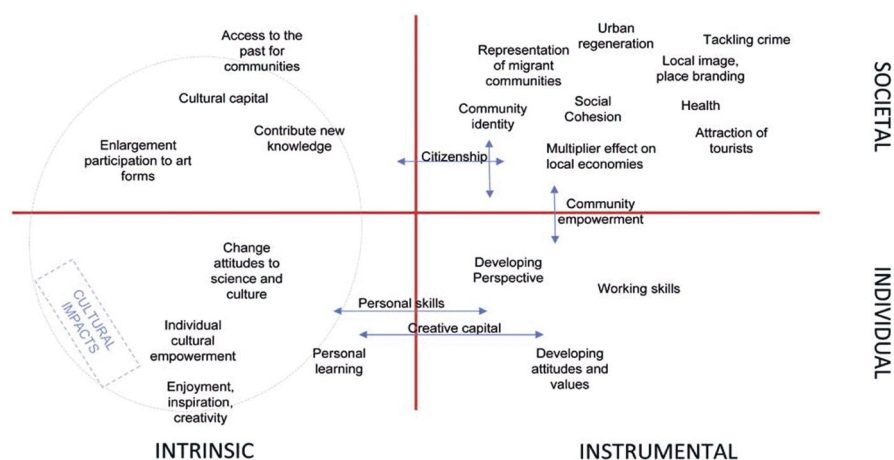 Access to the
past for
communities
Cultural capital
Contribute new
knowledge
Enlargement
participation to art
forms
Urban
regeneration
Tackling crime
Representation
of migrant
communities
Local image,
place branding
Community
identity
Social
Cohesion
Health
Attraction of
tourists
Citizenship
Multiplier effect on
local economies
Community
empowerment
SOCIETAL
Change
attitudes to
science and
culture
CULTURAL
IMPACTS
Individual
cultural
empowerment
Enjoyment,
inspiration,
creativity
Personal skills
Creative capital
Personal
learning
Developing
Perspective
Working skills
Developing
attitudes and
values
INDIVIDUAL
INTRINSIC
INSTRUMENTAL